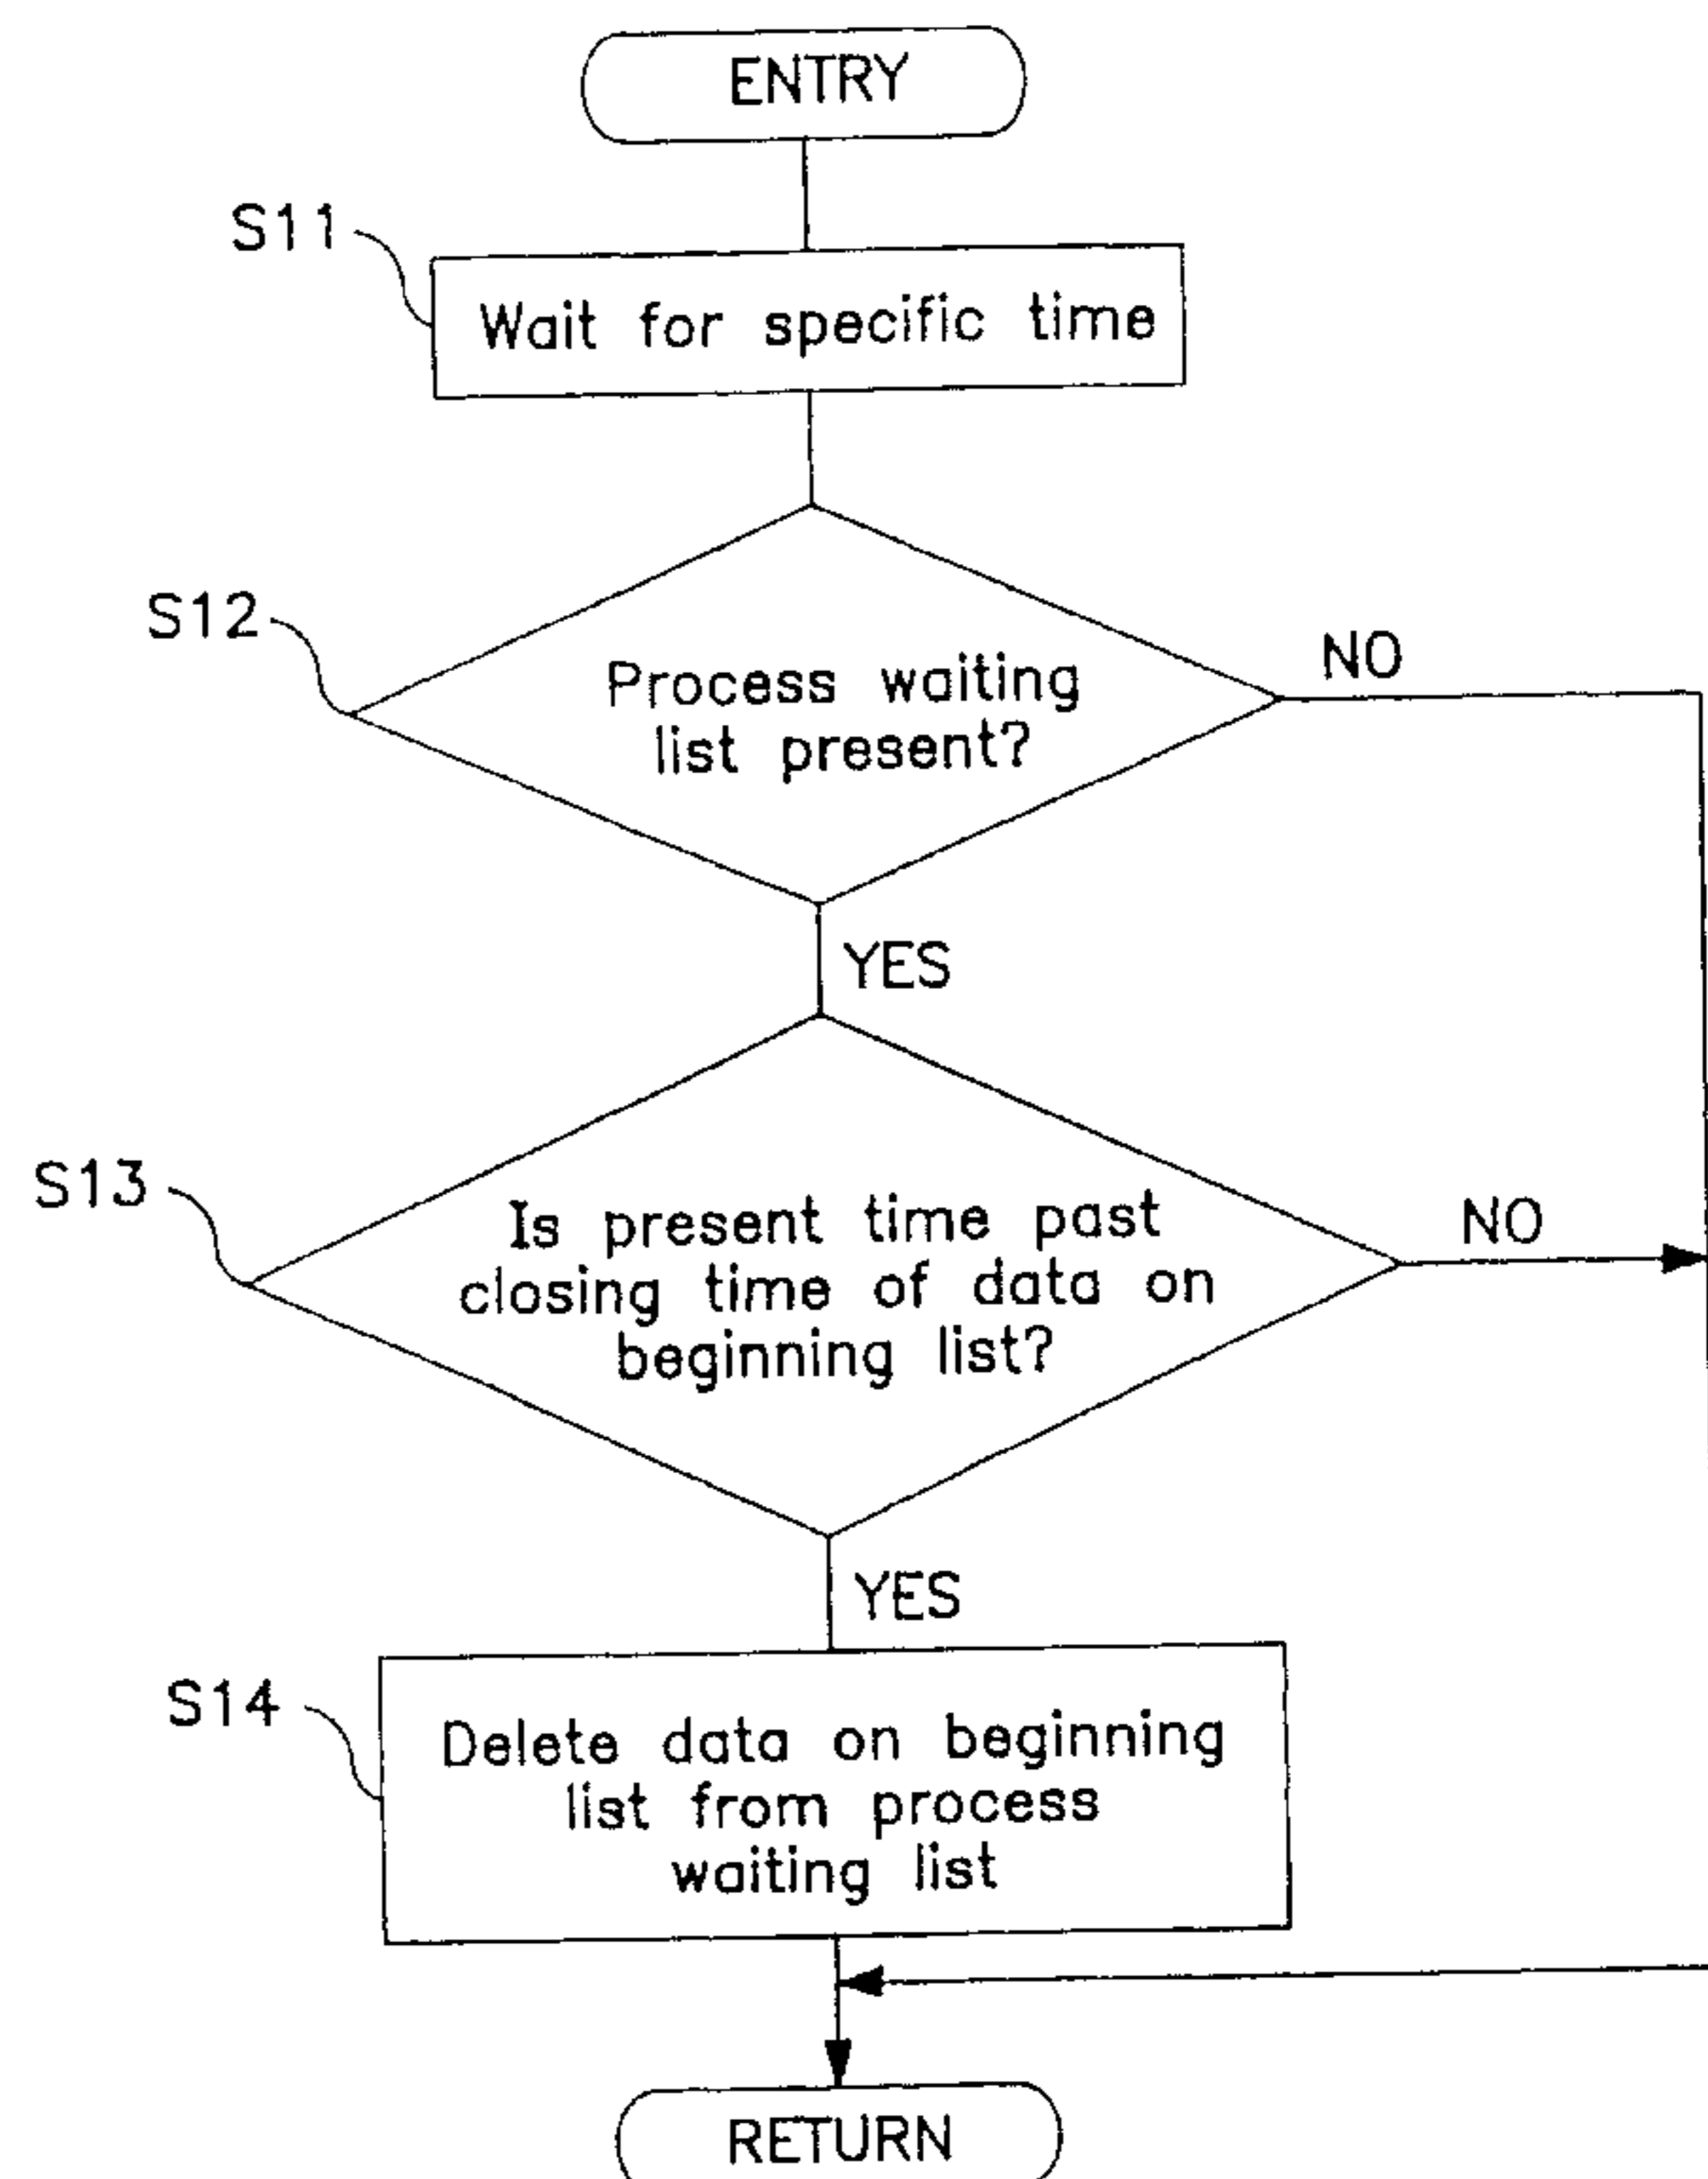 ENTRY
S11
Wait for specific time
S12
Process waiting
list present?
NO
YES
S13
Is present time past
closing time of data on
beginning list?
NO
YES
S14
Delete data on beginning
list from process
waiting list
RETURN